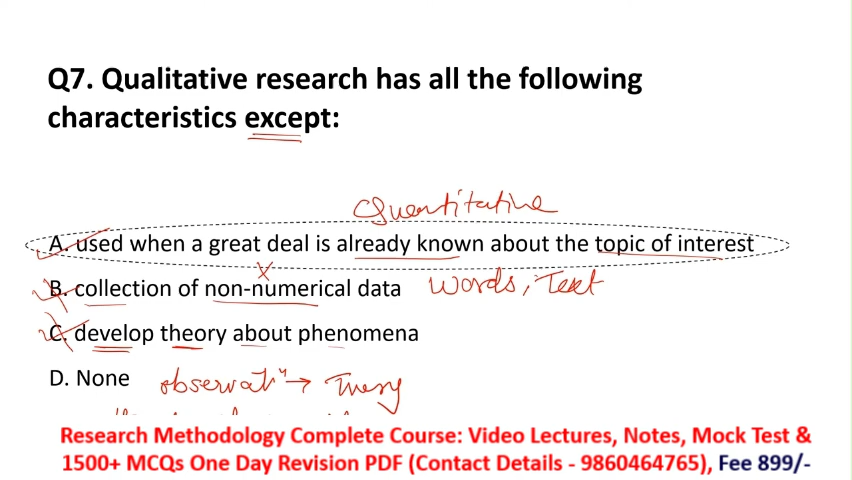 Q7. Qualitative research has all the following
characteristics except:
Quantitative
A. used when a great deal is already known about the topic of interest
B. collection of non-numerical data words, Text
C. develop theory about phenomena
D. None observatiⁿ → Theory
Research Methodology Complete Course: Video Lectures, Notes, Mock Test &
1500+ MCQs One Day Revision PDF (Contact Details - 9860464765), Fee 899/-